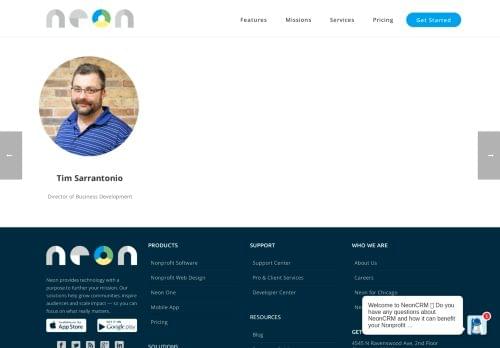 neon
Features Missions Services Pricing Get Started
←
→
Tim Sarrantonio
Director of Business Development
neon
Neon provides technology with a
purpose to further your mission. Our
solutions help grow communities, inspire
audiences and scale impact — so you can
focus on what really matters.
App Store
Google play
PRODUCTS
Nonprofit Software
Nonprofit Web Design
Neon One
Mobile App
Pricing
SOLUTIONS
SUPPORT
Support Center
Pro & Client Services
Developer Center
RESOURCES
Blog
WHO WE ARE
About Us
Careers
Neon for Chicago
4545 N Ravenswood Ave, 2nd Floor
Welcome to NeonCRM Do you
have any questions about
NeonCRM and how it can benefit
your Nonprofit ...
1